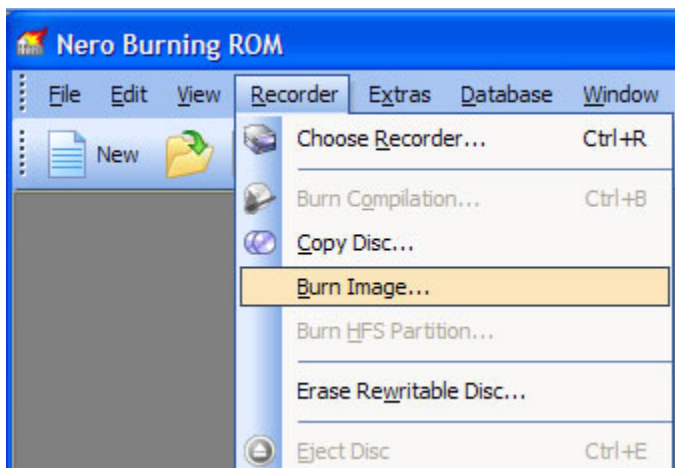 Nero Burning ROM
File Edit View Recorder Extras Database Window
New
Choose Recorder... Ctrl+R
Burn Compilation... Ctrl+B
Copy Disc...
Burn Image...
Burn HFS Partition...
Erase Rewritable Disc...
Eject Disc Ctrl+E